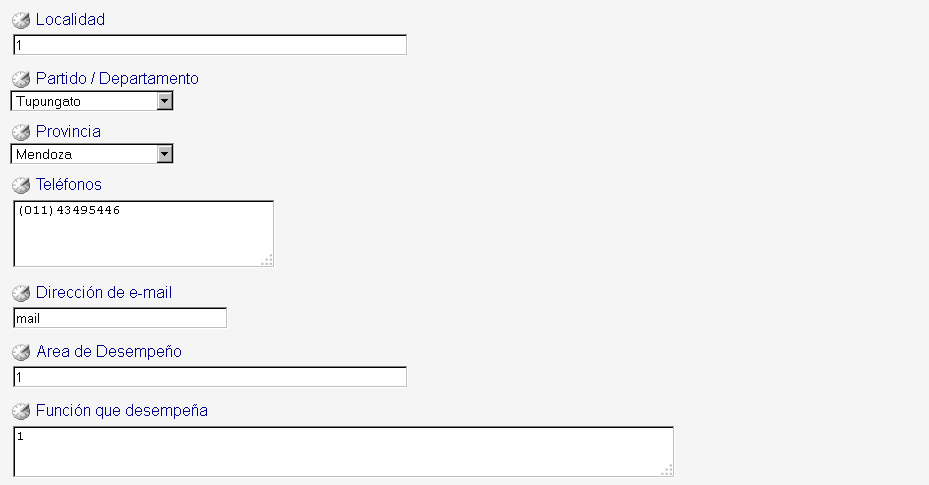 Localidad
1
Partido / Departamento
Tupungato
Provincia
Mendoza
Teléfonos
(011) 43495446
Dirección de e-mail
mail
Area de Desempeño
1
Función que desempeña
1